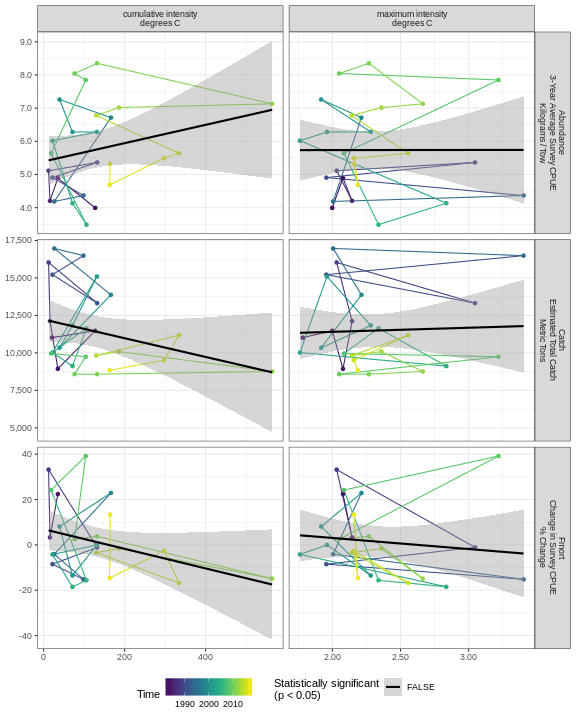 cumulative intensity
degrees C
maximum intensity
degrees C
9.0
8.0
7.0
6.0
5.0
4.0
Abundance
3-Year Average Survey CPUE
Kilograms / Tow
17,500
15,000
12,500
10,000
7,500
5,000
Catch
Estimated Total Catch
Metric Tons
40
20
0
-20
-40
Fmort
Change in Survey CPUE
% Change
0
200
400
2.00
2.50
3.00
Time
1990 2000 2010
Statistically significant
(p < 0.05)
FALSE